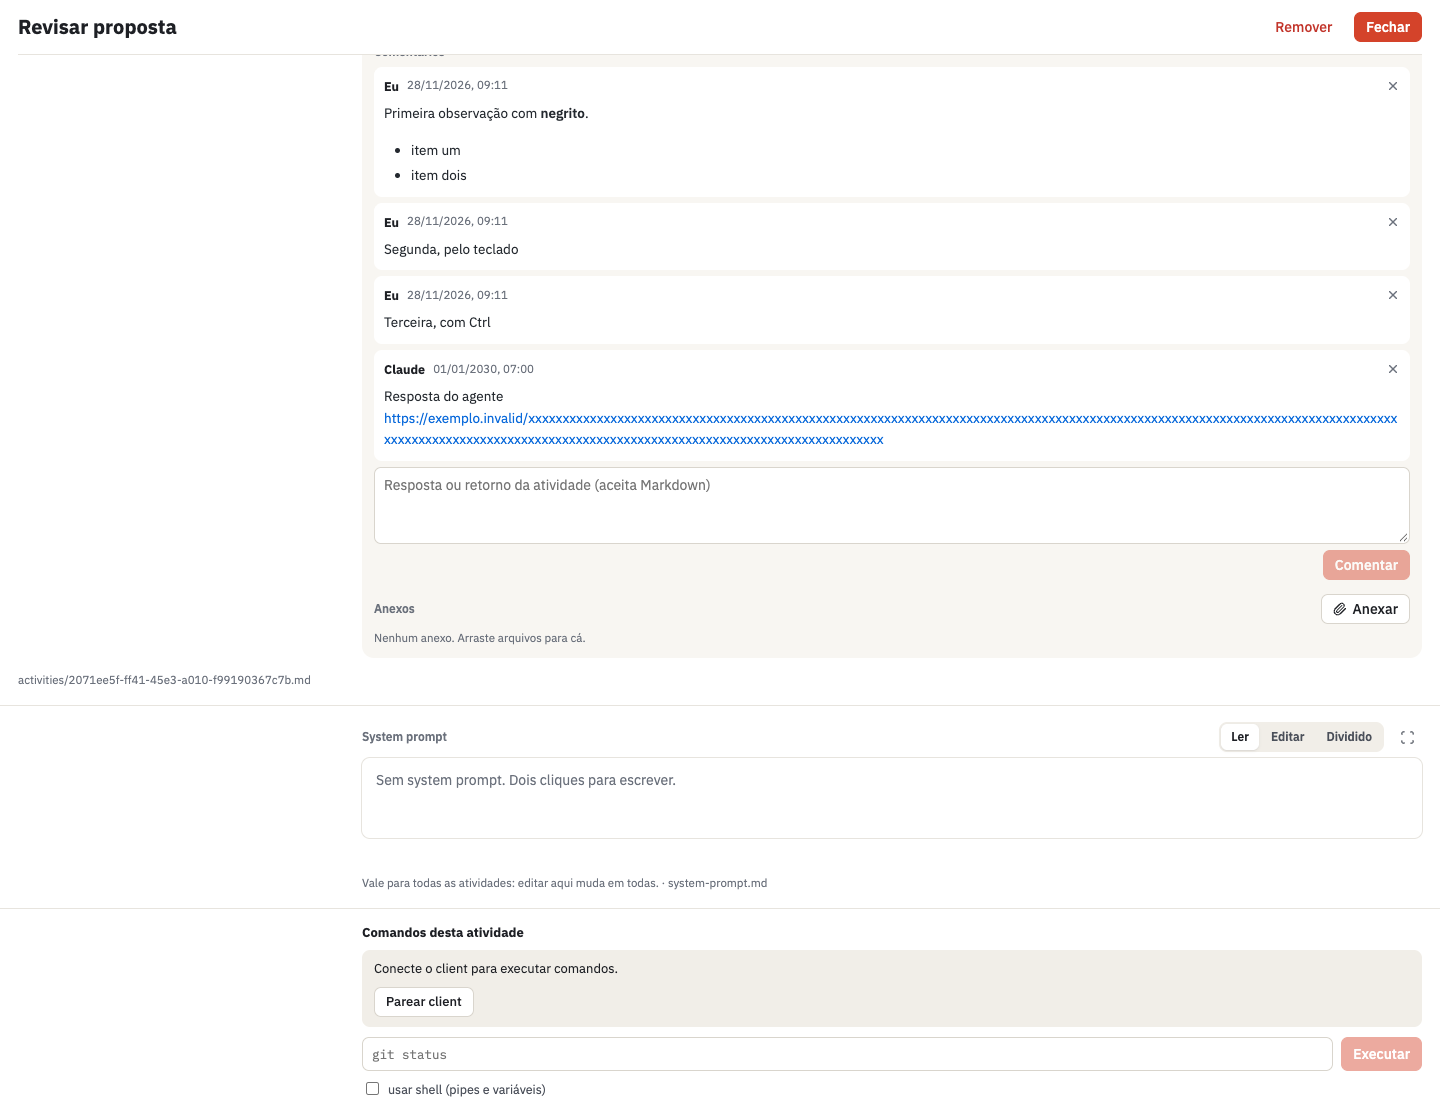 Revisar proposta
Remover
Fechar
Eu 28/11/2026, 09:11
Primeira observação com negrito.
item um
item dois
Eu 28/11/2026, 09:11
Segunda, pelo teclado
Eu 28/11/2026, 09:11
Terceira, com Ctrl
Claude 01/01/2030, 07:00
Resposta do agente
Resposta ou retorno da atividade (aceita Markdown)
Comentar
Anexos
Anexar
Nenhum anexo. Arraste arquivos para cá.
activities/2071ee5f-ff41-45e3-a010-f99190367c7b.md
System prompt
Ler
Editar
Dividido
Sem system prompt. Dois cliques para escrever.
Vale para todas as atividades: editar aqui muda em todas. · system-prompt.md
Comandos desta atividade
Conecte o client para executar comandos.
Parear client
git status
Executar
usar shell (pipes e variáveis)